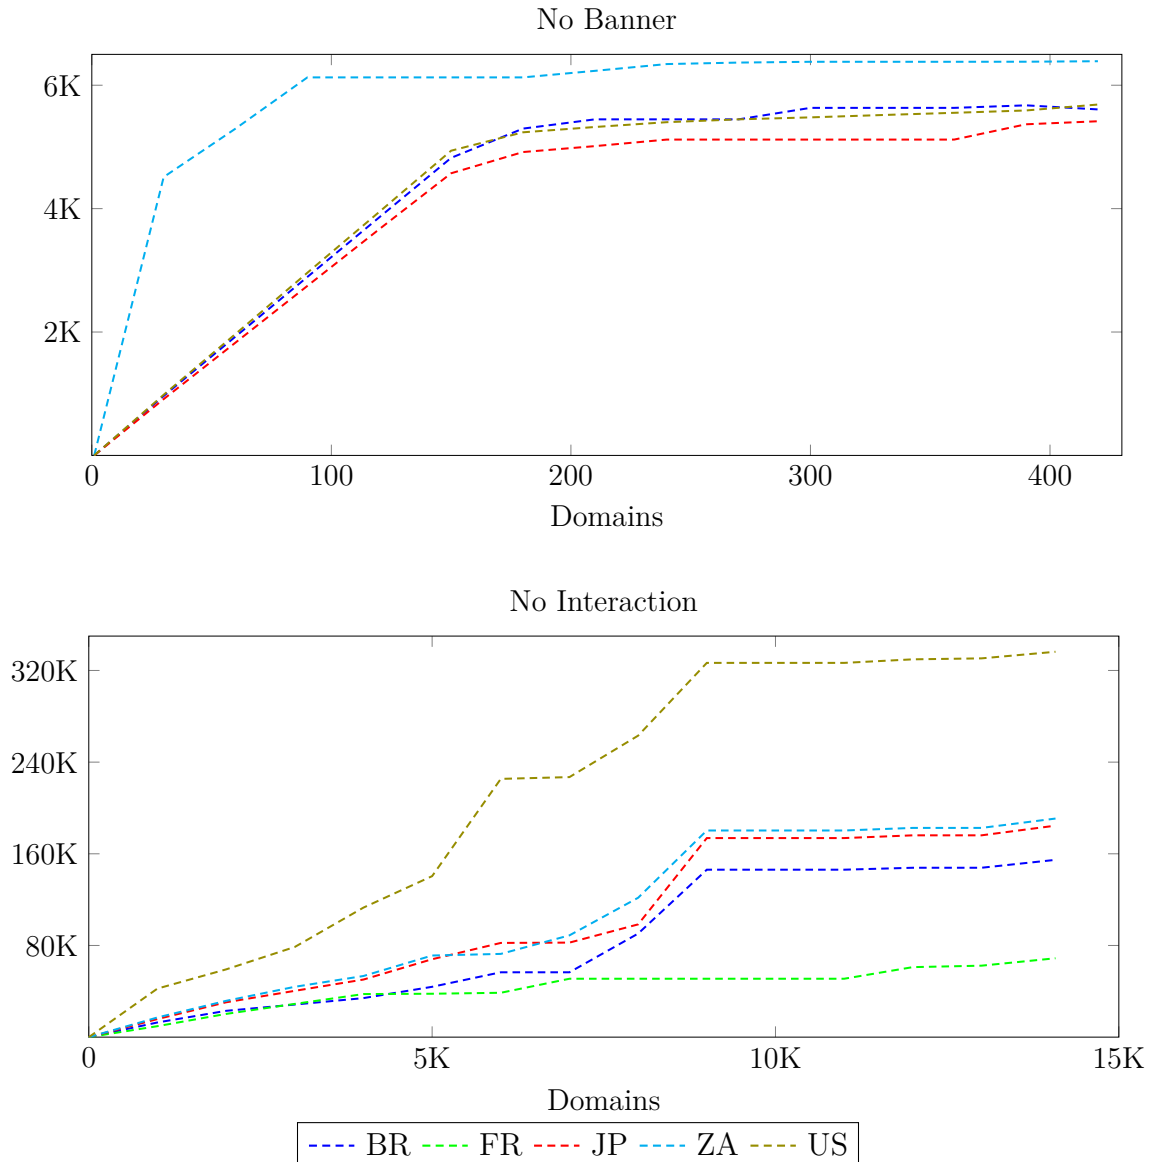 No Banner
6K
4K
2K
0 100 200 300 400
Domains
No Interaction
320K
240K
160K
80K
0 5K 10K 15K
Domains
BR FR JP ZA US